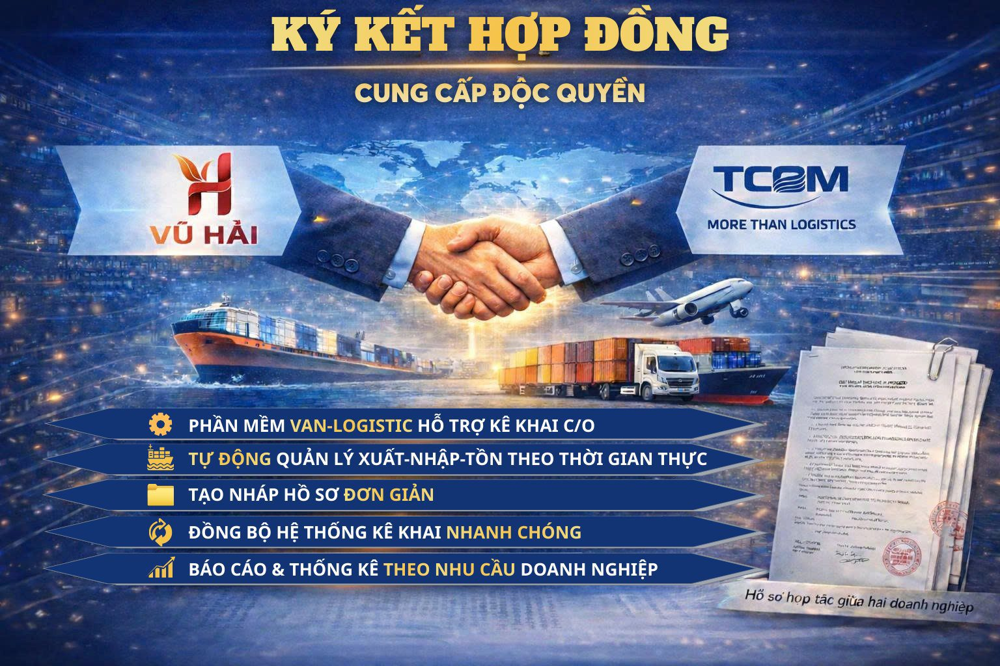 KÝ KẾT HỢP ĐỒNG
CUNG CẤP ĐỘC QUYỀN
VŨ HẢI
TCOM
MORE THAN LOGISTICS
PHẦN MỀM VAN-LOGISTIC HỖ TRỢ KÊ KHAI C/O
TỰ ĐỘNG QUẢN LÝ XUẤT-NHẬP-TỒN THEO THỜI GIAN THỰC
TẠO NHÁP HỒ SƠ ĐƠN GIẢN
ĐỒNG BỘ HỆ THỐNG KÊ KHAI NHANH CHÓNG
BÁO CÁO & THỐNG KÊ THEO NHU CẦU DOANH NGHIỆP
Hồ sơ hợp tác giữa hai doanh nghiệp